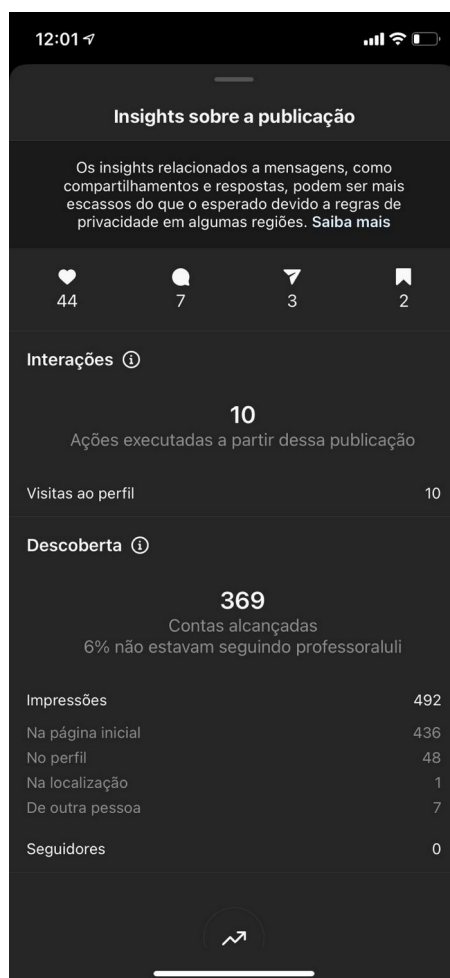 12:01
Insights sobre a publicação
Os insights relacionados a mensagens, como
compartilhamentos e respostas, podem ser mais
escassos do que o esperado devido a regras de
privacidade em algumas regiões. Saiba mais
44 7 3 2
Interações
10
Ações executadas a partir dessa publicação
Visitas ao perfil 10
Descoberta
369
Contas alcançadas
6% não estavam seguindo professoraluli
Impressões 492
Na página inicial 436
No perfil 48
Na localização 1
De outra pessoa 7
Seguidores 0